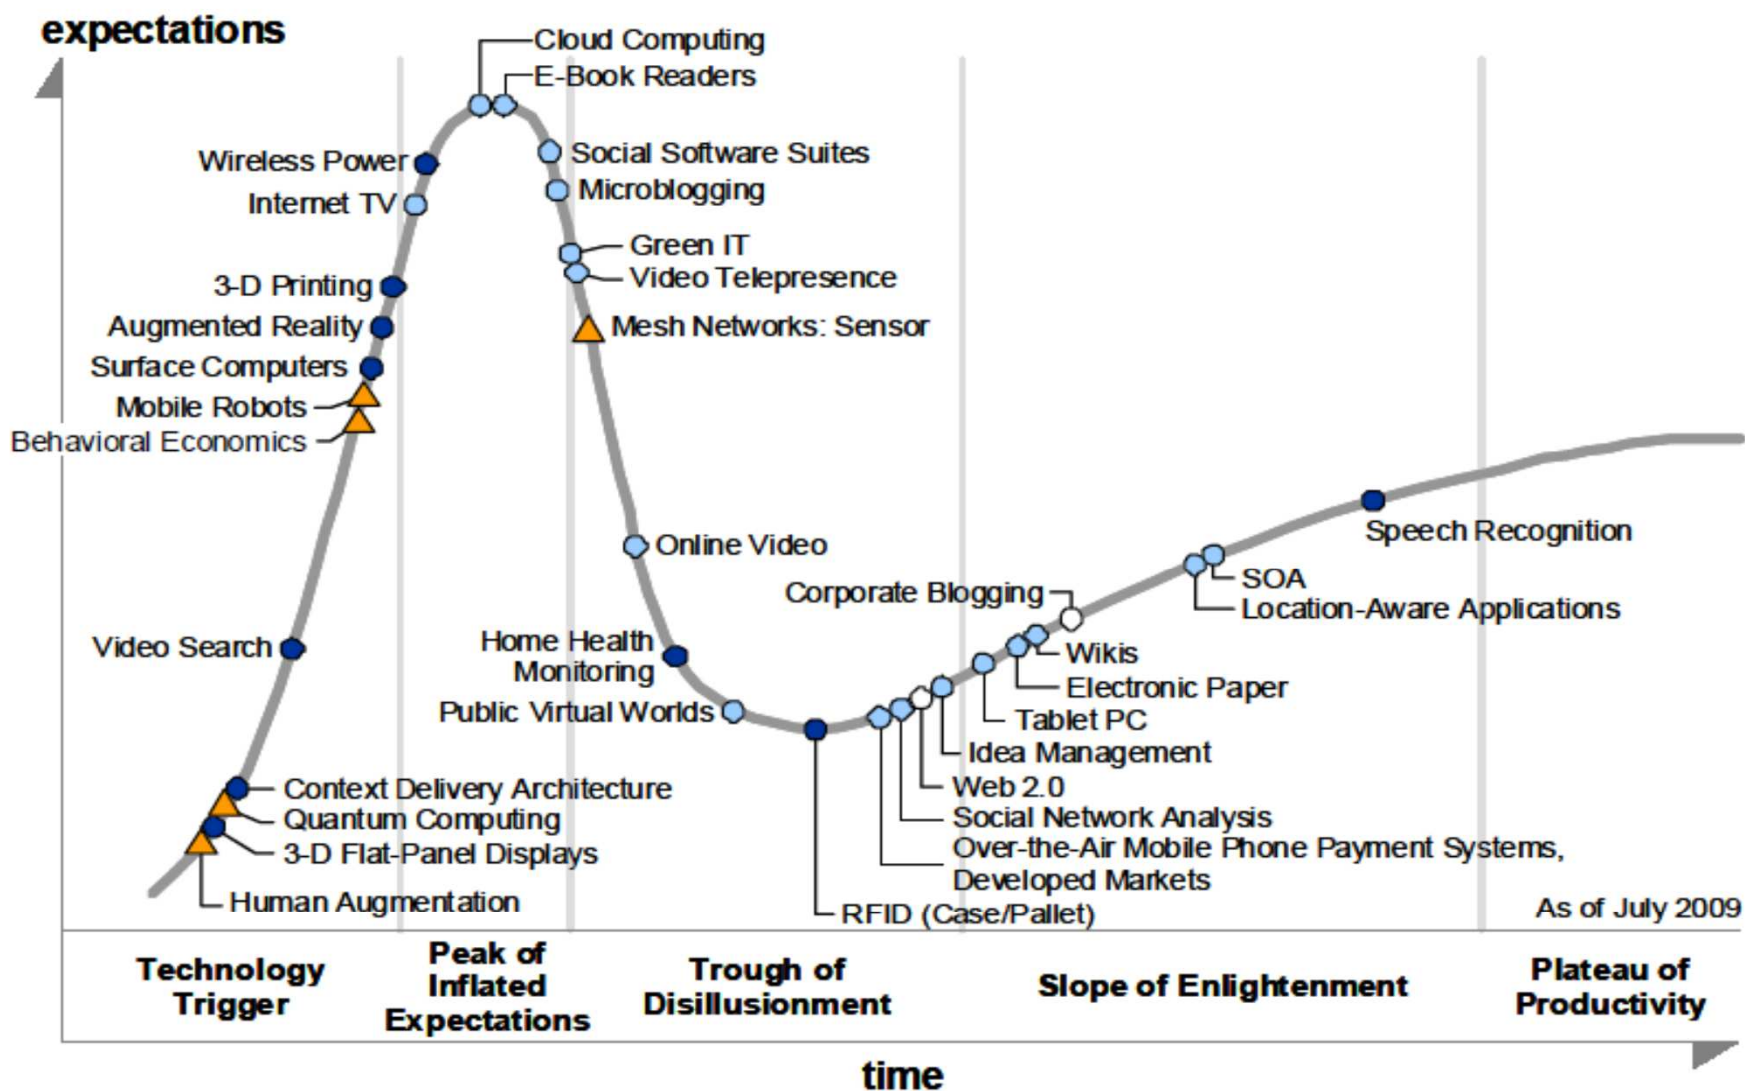 expectations
Cloud Computing
E-Book Readers
Social Software Suites
Wireless Power
Microblogging
Internet TV
Green IT
Video Telepresence
3-D Printing
Augmented Reality
Mesh Networks: Sensor
Surface Computers
Mobile Robots
Behavioral Economics
Speech Recognition
Online Video
SOA
Corporate Blogging
Location-Aware Applications
Home Health
Monitoring
Video Search
Wikis
Electronic Paper
Public Virtual Worlds
Tablet PC
Idea Management
Web 2.0
Context Delivery Architecture
Quantum Computing
Social Network Analysis
3-D Flat-Panel Displays
Over-the-Air Mobile Phone Payment Systems,
Developed Markets
Human Augmentation
RFID (Case/Pallet)
As of July 2009
Technology
Trigger
Peak of
Inflated
Expectations
Trough of
Disillusionment
Slope of Enlightenment
Plateau of
Productivity
time